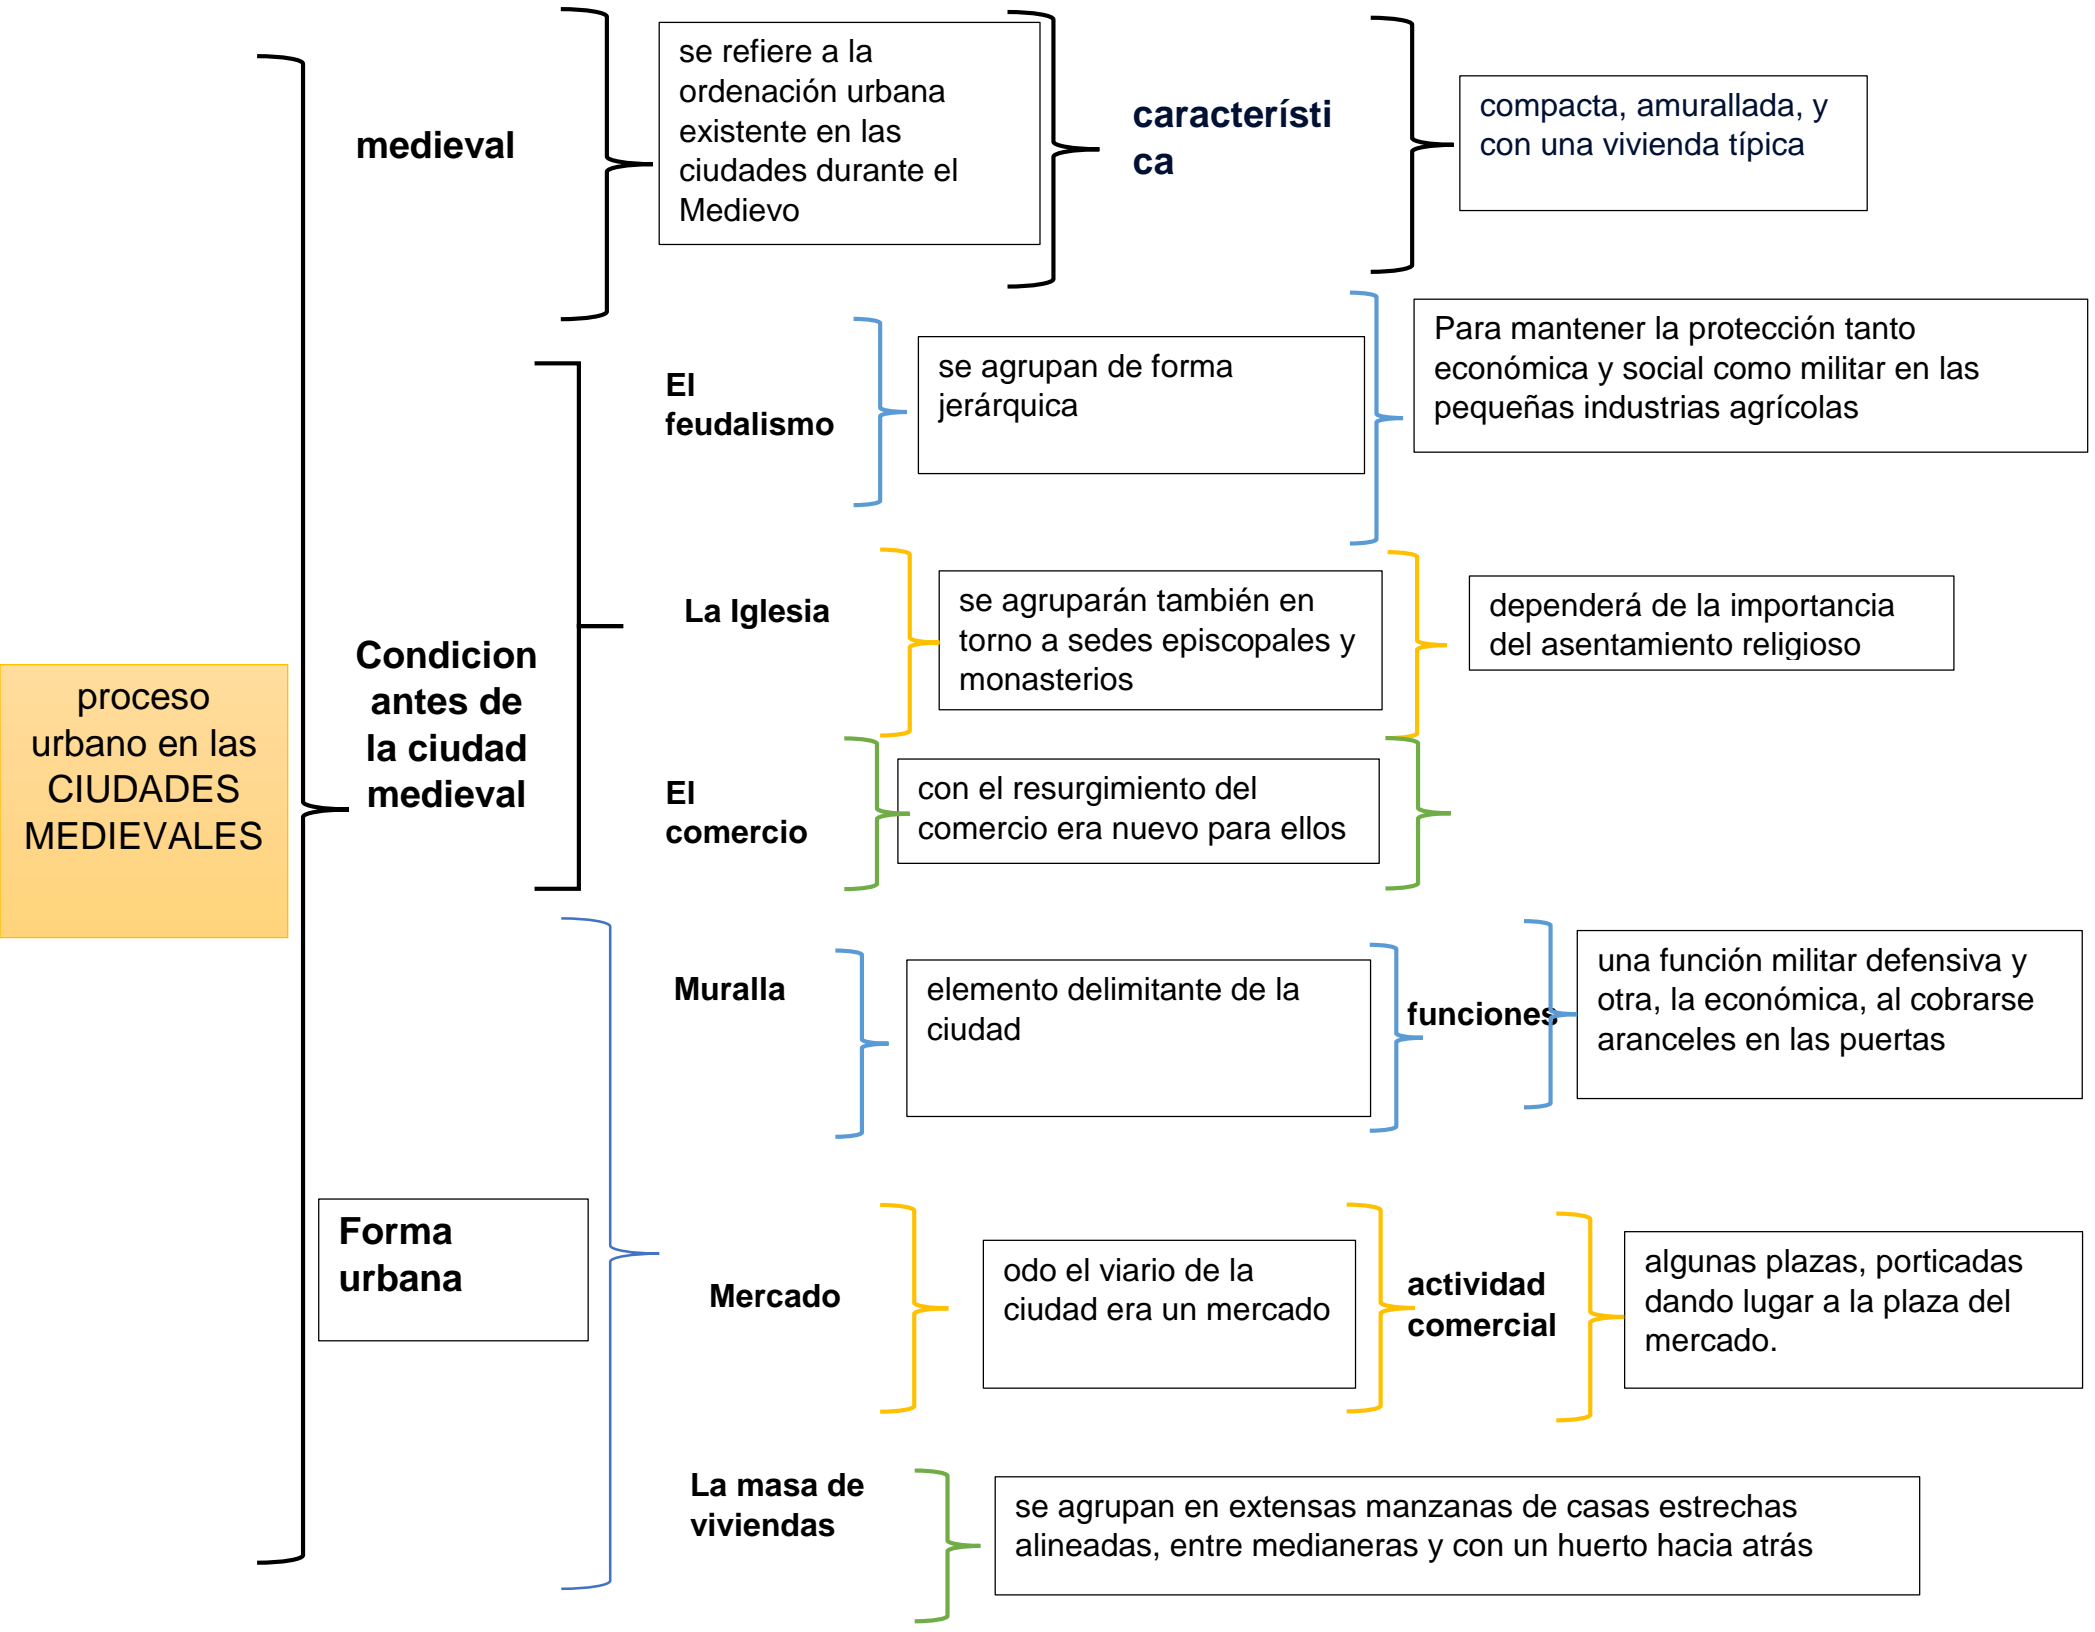 proceso
urbano en las
CIUDADES
MEDIEVALES
medieval
se refiere a la
ordenación urbana
existente en las
ciudades durante el
Medievo
característi
ca
compacta, amurallada, y
con una vivienda típica
Condicion
antes de
la ciudad
medieval
El
feudalismo
se agrupan de forma
jerárquica
Para mantener la protección tanto
económica y social como militar en las
pequeñas industrias agrícolas
La Iglesia
se agruparán también en
torno a sedes episcopales y
monasterios
dependerá de la importancia
del asentamiento religioso
El
comercio
con el resurgimiento del
comercio era nuevo para ellos
Forma
urbana
Muralla
elemento delimitante de la
ciudad
funciones
una función militar defensiva y
otra, la económica, al cobrarse
aranceles en las puertas
Mercado
odo el viario de la
ciudad era un mercado
actividad
comercial
algunas plazas, porticadas
dando lugar a la plaza del
mercado.
La masa de
viviendas
se agrupan en extensas manzanas de casas estrechas
alineadas, entre medianeras y con un huerto hacia atrás